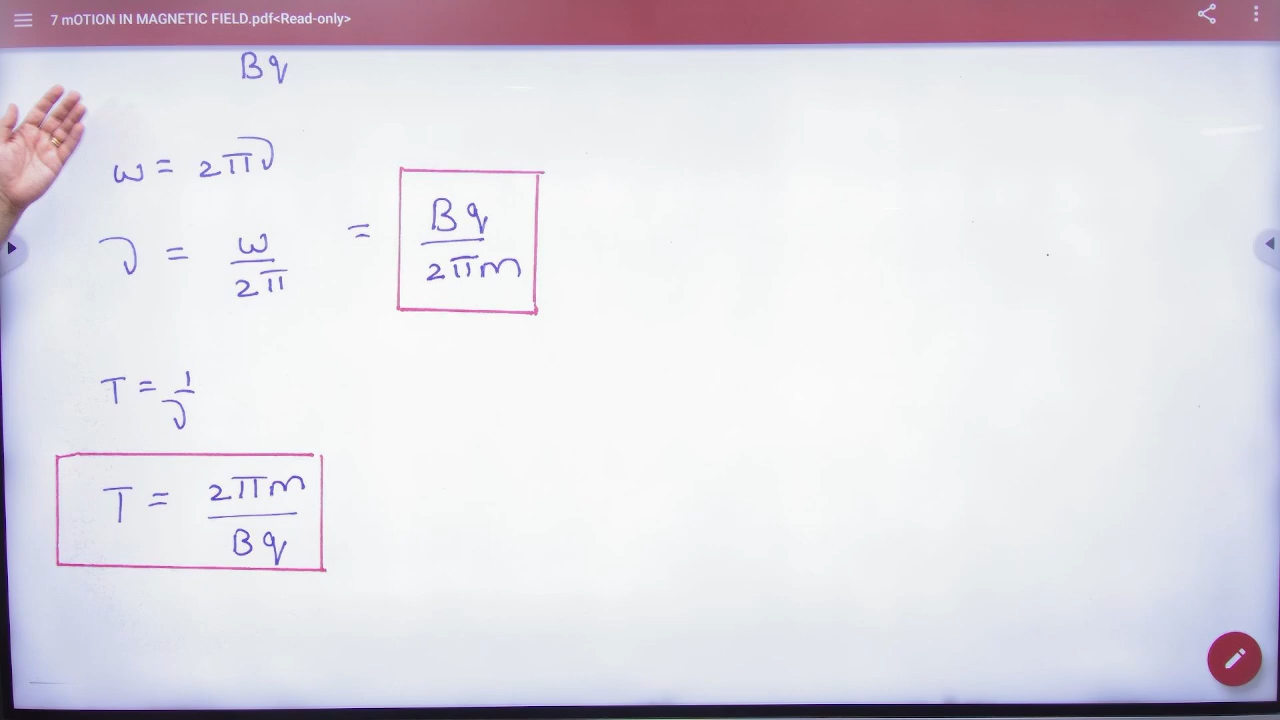 7 mOTION IN MAGNETIC FIELD.pdf<Read-only>
Bq
ω = 2πν
ν = ω/2π = Bq/2πm
T = 1/ν
T = 2πm/Bq